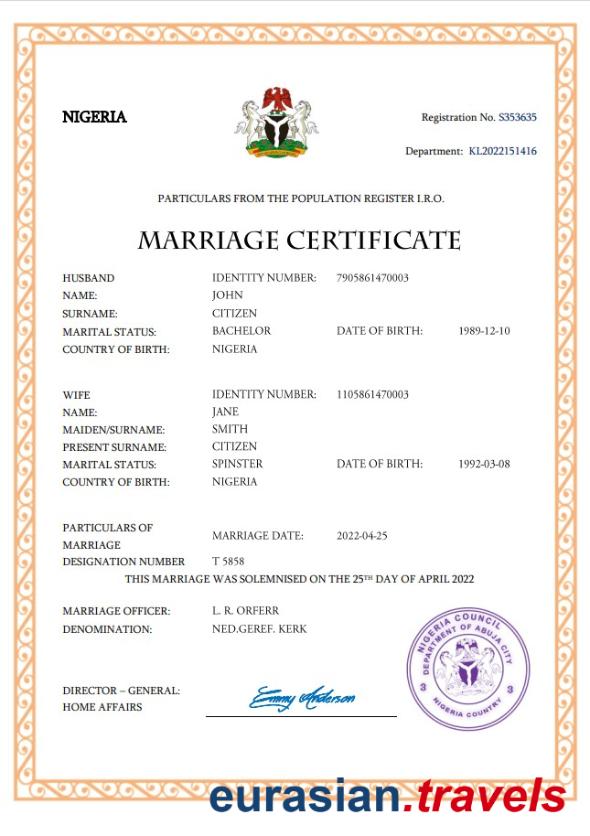 NIGERIA
Registration No. S353635
Department: KL2022151416
PARTICULARS FROM THE POPULATION REGISTER I.R.O.
MARRIAGE CERTIFICATE
HUSBAND IDENTITY NUMBER: 7905861470003
NAME: JOHN
SURNAME: CITIZEN
MARITAL STATUS: BACHELOR DATE OF BIRTH: 1989-12-10
COUNTRY OF BIRTH: NIGERIA
WIFE IDENTITY NUMBER: 1105861470003
NAME: JANE
MAIDEN/SURNAME: SMITH
PRESENT SURNAME: CITIZEN
MARITAL STATUS: SPINSTER DATE OF BIRTH: 1992-03-08
COUNTRY OF BIRTH: NIGERIA
PARTICULARS OF
MARRIAGE MARRIAGE DATE: 2022-04-25
DESIGNATION NUMBER T 5858
THIS MARRIAGE WAS SOLEMNISED ON THE 25TH DAY OF APRIL 2022
MARRIAGE OFFICER: L. R. ORFERR
DENOMINATION: NED.GEREF. KERK
NIGERIA COUNCIL
DEPARTMENT OF ABUJA CITY
3 3
NIGERIA COUNTRY
DIRECTOR – GENERAL:
HOME AFFAIRS
Emmy Anderson
eurasian.travels